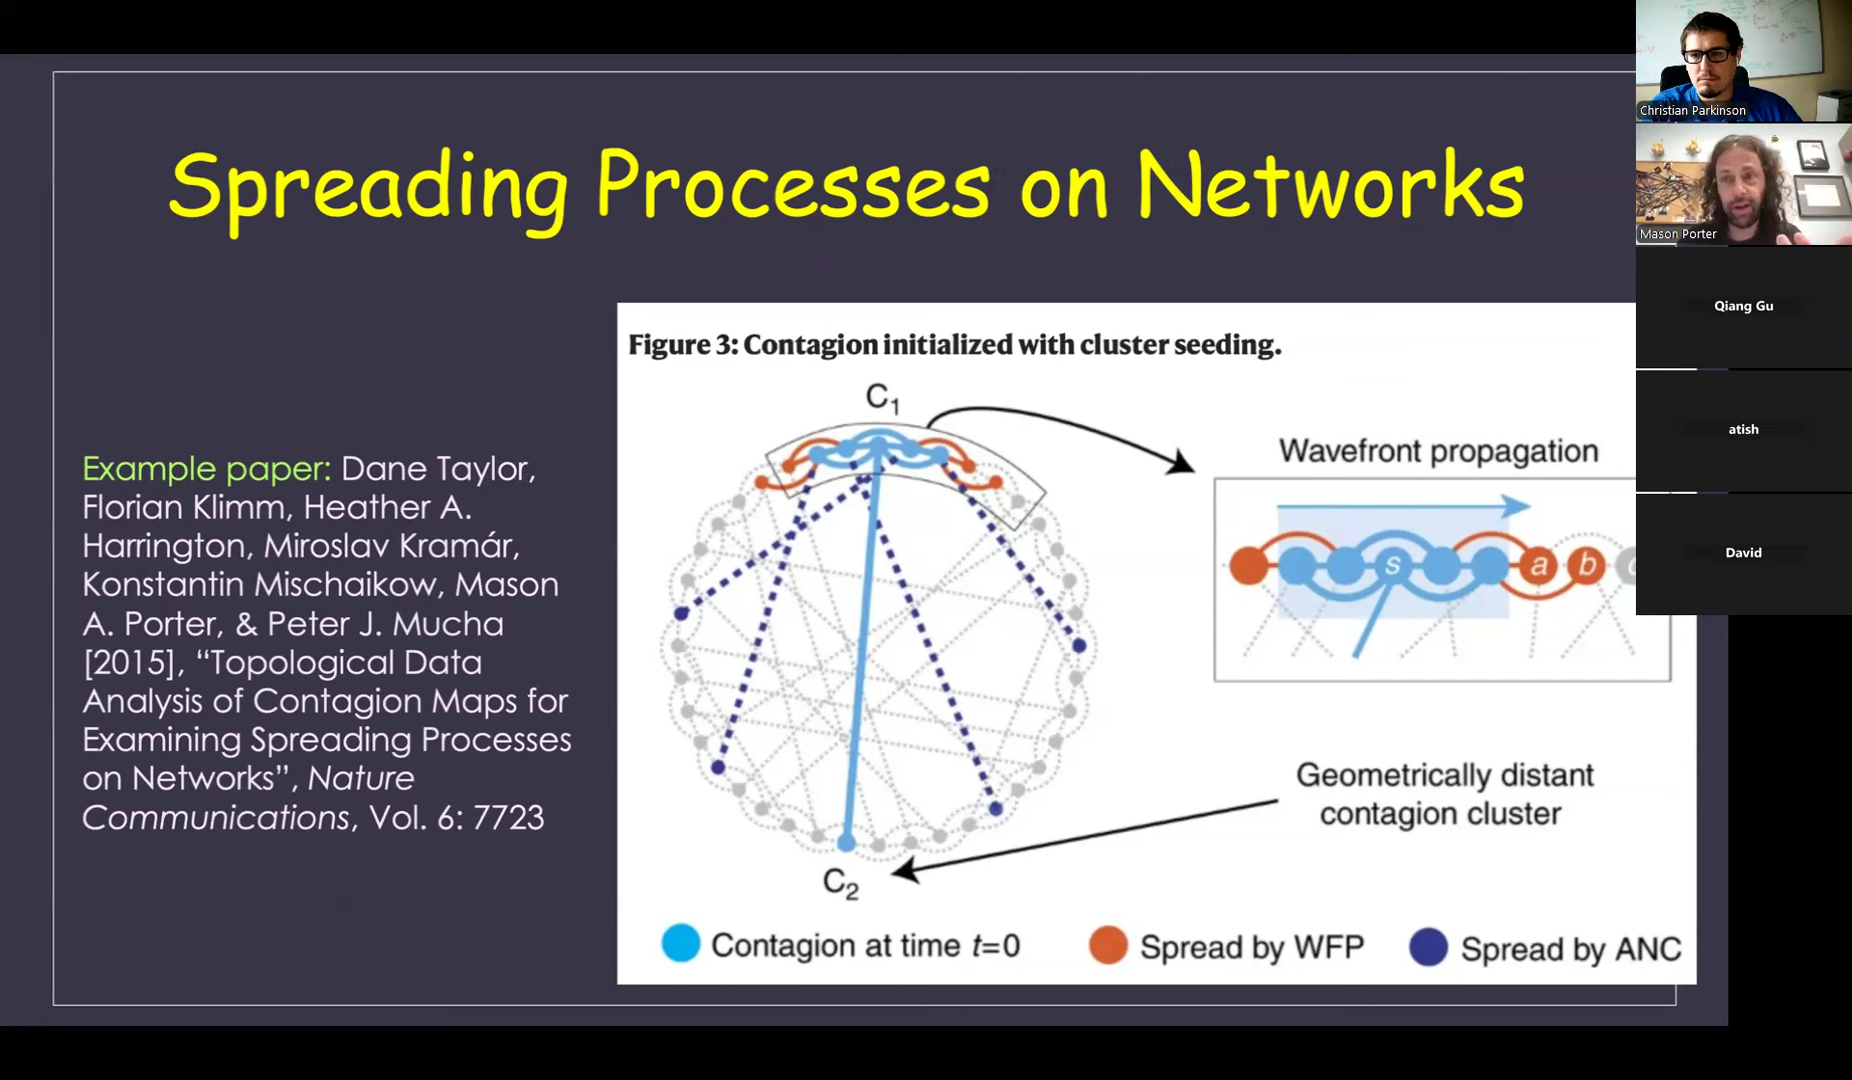 Spreading Processes on Networks
Example paper: Dane Taylor,
Florian Klimm, Heather A.
Harrington, Miroslav Kramár,
Konstantin Mischaikow, Mason
A. Porter, & Peter J. Mucha
[2015], “Topological Data
Analysis of Contagion Maps for
Examining Spreading Processes
on Networks”, Nature
Communications, Vol. 6: 7723
Figure 3: Contagion initialized with cluster seeding.
C1
Wavefront propagation
s a b
Geometrically distant
contagion cluster
C2
Contagion at time t=0
Spread by WFP
Spread by ANC
Christian Parkinson
Mason Porter
Qiang Gu
atish
David